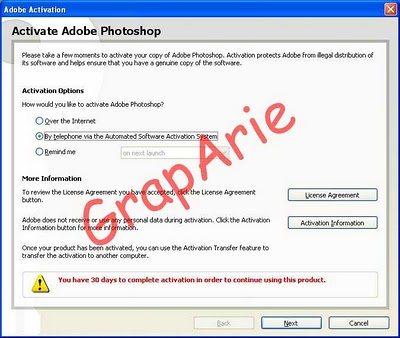 Adobe Activation
Activate Adobe Photoshop
Please take a few moments to activate your copy of Adobe Photoshop. Activation protects Adobe from illegal distribution of
its software and helps ensure that you have a genuine copy of the software.
Activation Options
How would you like to activate Adobe Photoshop?
Over the Internet
By telephone via the Automated Software Activation System
Remind me on next launch
GrapArie
More Information
To review the License Agreement you have accepted, click the License Agreement
button.
License Agreement
Adobe does not receive or use any personal data during activation. Click the Activation
Information button for more information.
Activation Information
Once your product has been activated, you can use the Activation Transfer feature to
transfer the activation to another computer.
You have 30 days to complete activation in order to continue using this product.
Back Next Cancel